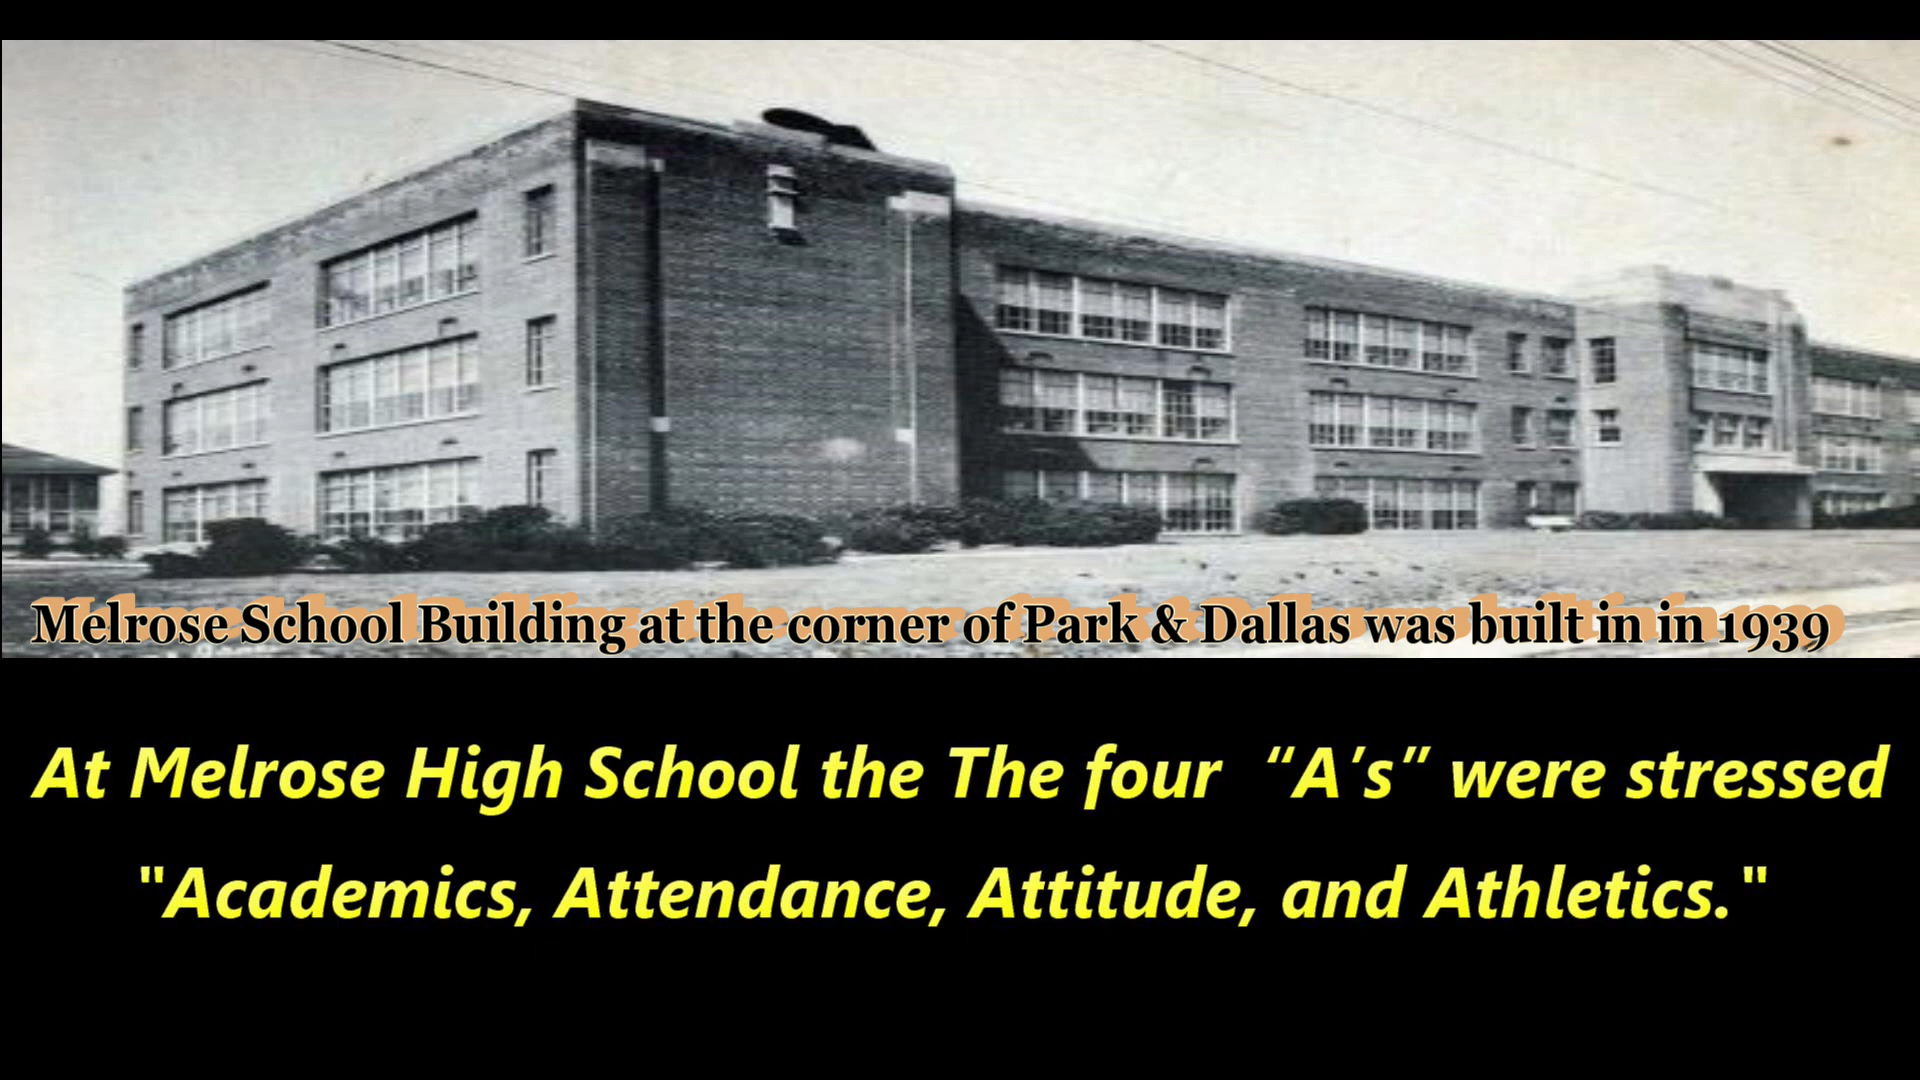 Melrose School Building at the corner of Park & Dallas was built in in 1939
At Melrose High School the The four “A’s” were stressed
"Academics, Attendance, Attitude, and Athletics."